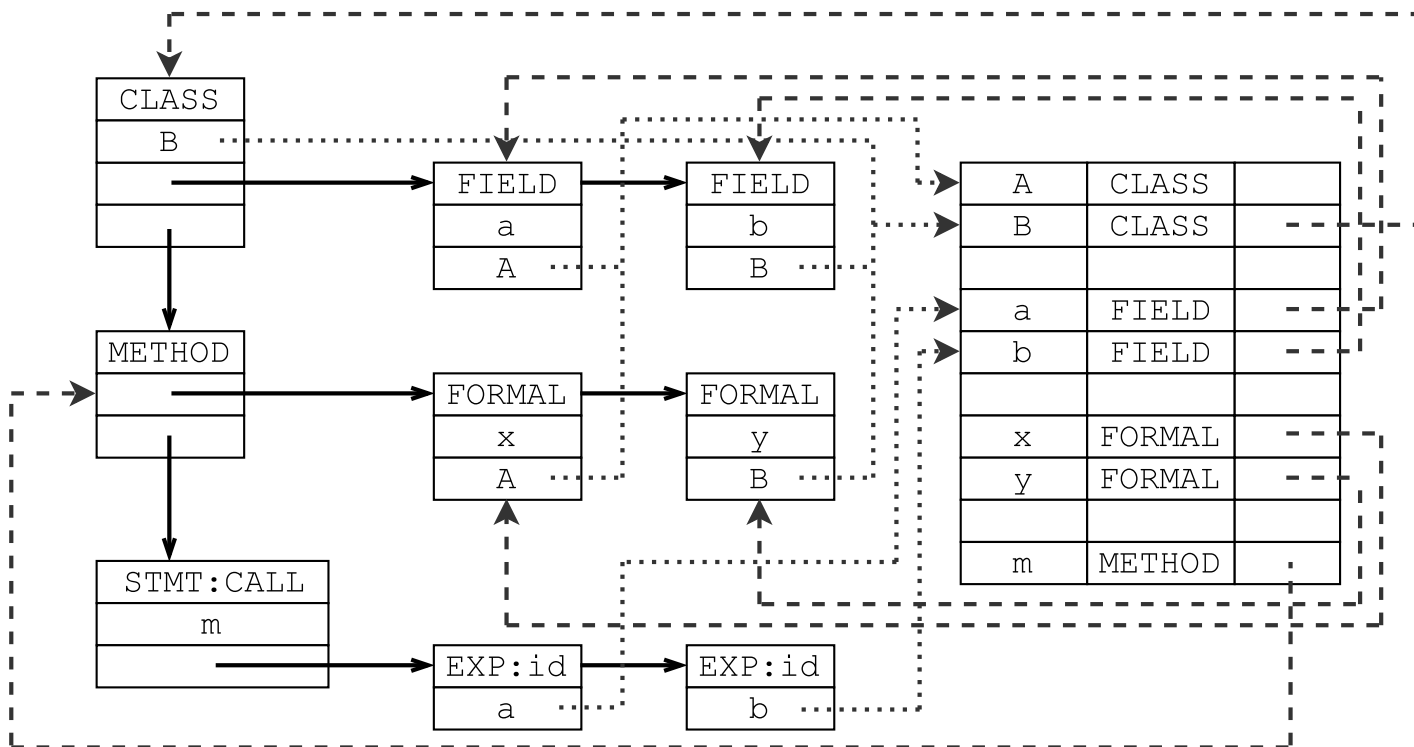 CLASS
B
FIELD
a
A
FIELD
b
B
METHOD
FORMAL
x
A
FORMAL
y
B
STMT:CALL
m
EXP:id
a
EXP:id
b
A CLASS
B CLASS
a FIELD
b FIELD
x FORMAL
y FORMAL
m METHOD